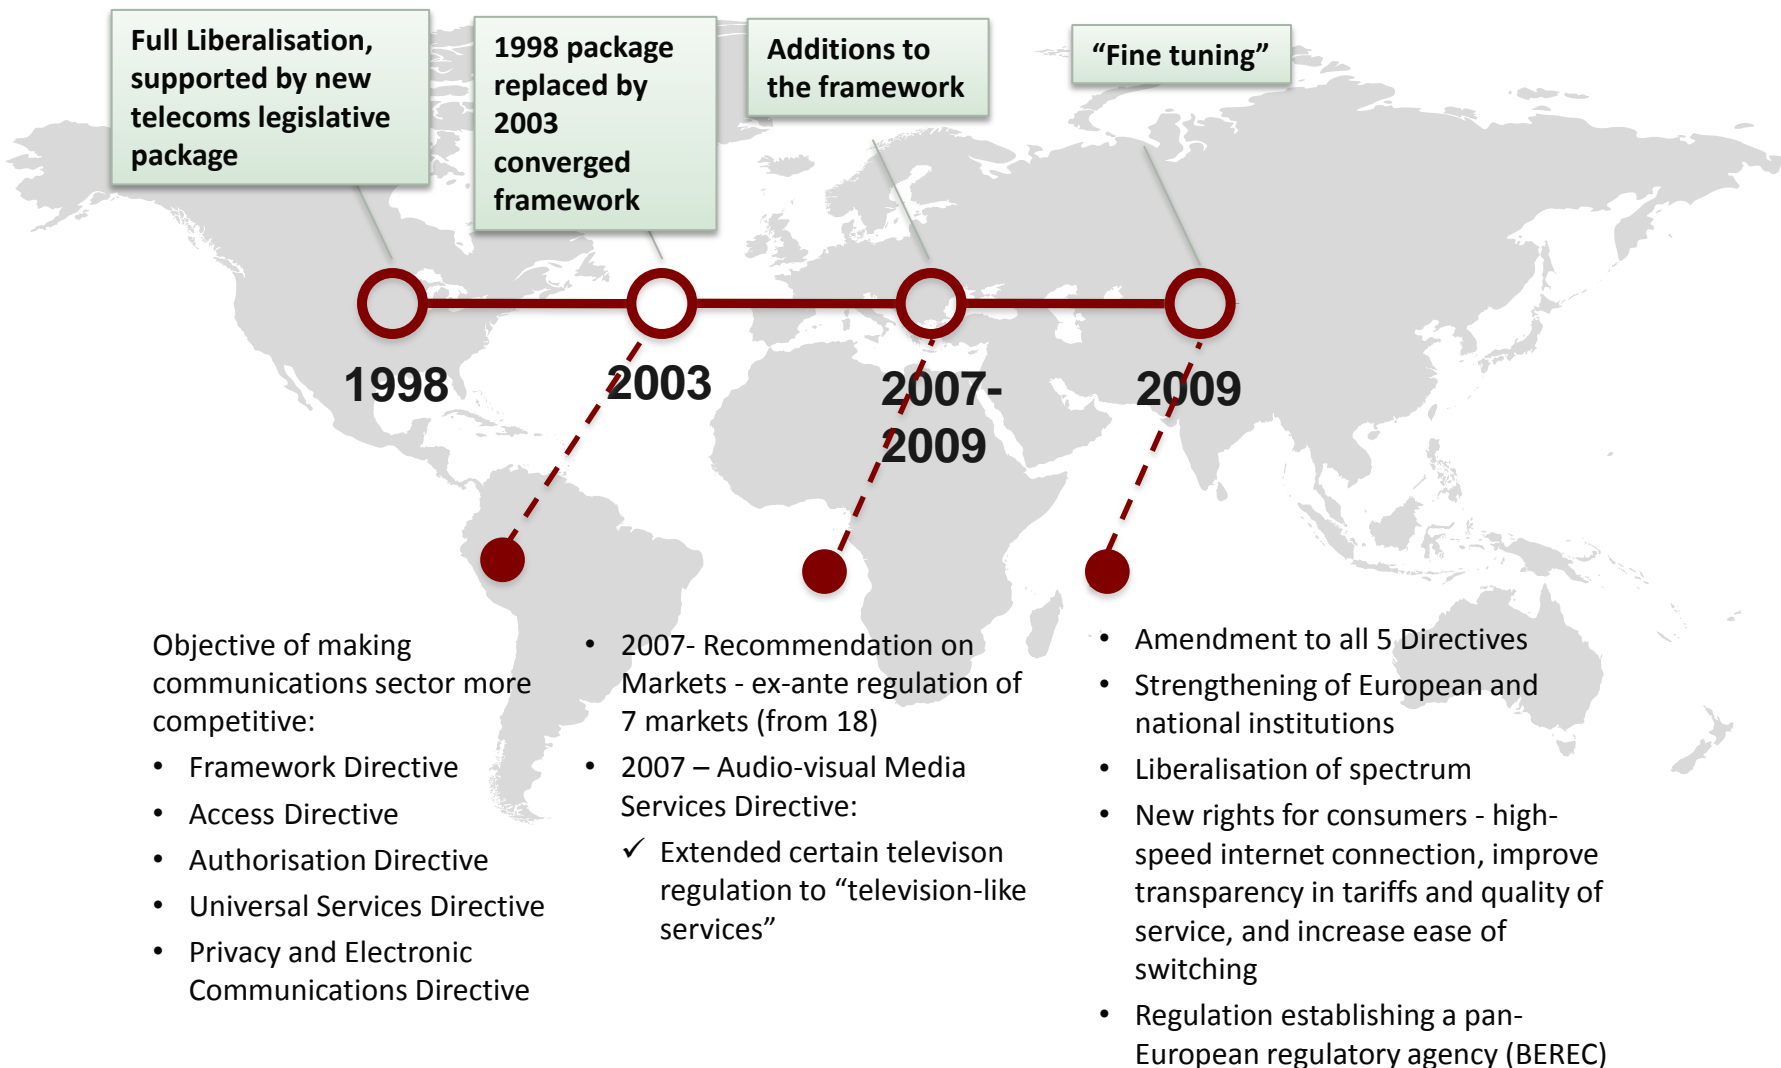 Full Liberalisation,
supported by new
telecoms legislative
package
1998 package
replaced by
2003
converged
framework
Additions to
the framework
“Fine tuning”
1998
2003
2007-
2009
2009
Objective of making
communications sector more
competitive:
• Framework Directive
• Access Directive
• Authorisation Directive
• Universal Services Directive
• Privacy and Electronic
Communications Directive
• 2007- Recommendation on
Markets - ex-ante regulation of
7 markets (from 18)
• 2007 – Audio-visual Media
Services Directive:
✓ Extended certain televison
regulation to “television-like
services”
• Amendment to all 5 Directives
• Strengthening of European and
national institutions
• Liberalisation of spectrum
• New rights for consumers - high-
speed internet connection, improve
transparency in tariffs and quality of
service, and increase ease of
switching
• Regulation establishing a pan-
European regulatory agency (BEREC)